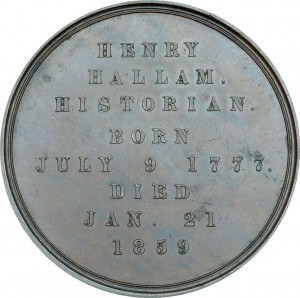 HENRY
HALLAM.
HISTORIAN.
BORN
JULY 9 1777.
DIED
JAN. 21
1859